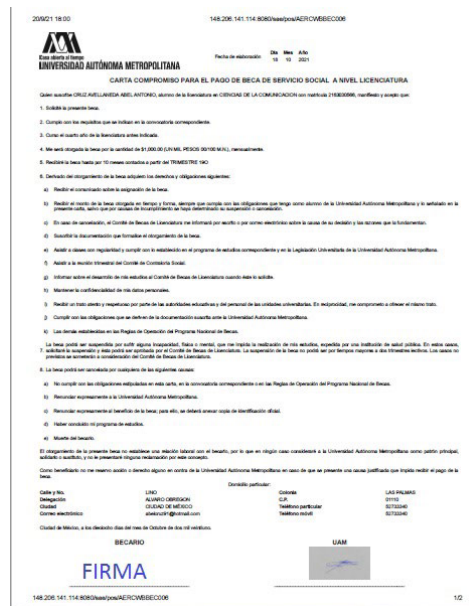 20/9/21 18:00 148.206.141.114:8080/sae/pos/AERCWBBEC006
Casa abierta al tiempo
UNIVERSIDAD AUTÓNOMA METROPOLITANA
Fecha de elaboración Día Mes Año
18 10 2021
CARTA COMPROMISO PARA EL PAGO DE BECA DE SERVICIO SOCIAL A NIVEL LICENCIATURA
Quien suscribe CRUZ AVELLANEDA ABEL ANTONIO, alumno de la licenciatura en CIENCIAS DE LA COMUNICACION con matrícula, manifiesto y acepto que:
1. Solicité la presente beca.
2. Cumplo con los requisitos que se indican en la convocatoria correspondiente.
3. Curso el cuarto año de la licenciatura antes indicada.
4. Me será otorgada la beca por la cantidad de $1,000.00 (UN MIL PESOS 00/100 M.N.), mensualmente.
5. Recibiré la beca hasta por 10 meses contados a partir del TRIMESTRE 19O
6. Derivado del otorgamiento de la beca adquiero los derechos y obligaciones siguientes:
a) Recibir el comunicado sobre la asignación de la beca.
b) Recibir el monto de la beca otorgada en tiempo y forma, siempre que cumpla con las obligaciones que tengo como alumno de la Universidad Autónoma Metropolitana y lo señalado en la
presente carta, salvo que por causas de incumplimiento se haya determinado su suspensión o cancelación.
c) En caso de cancelación, el Comité de Becas de Licenciatura me informará por escrito o por correo electrónico sobre la causa de su decisión y las razones que la fundamentan.
d) Suscribir la documentación que formalice el otorgamiento de la beca.
e) Asistir a clases con regularidad y cumplir con lo establecido en el programa de estudios correspondiente y en la Legislación Universitaria de la Universidad Autónoma Metropolitana.
f) Asistir a la reunión trimestral del Comité de Contraloría Social.
g) Informar sobre el desarrollo de mis estudios al Comité de Becas de Licenciatura cuando éste lo solicite.
h) Mantener la confidencialidad de mis datos personales.
i) Recibir un trato atento y respetuoso por parte de las autoridades educativas y del personal de las unidades universitarias. En reciprocidad, me comprometo a ofrecer el mismo trato.
j) Cumplir con las obligaciones que se deriven de la documentación suscrita ante la Universidad Autónoma Metropolitana.
k) Las demás establecidas en las Reglas de Operación del Programa Nacional de Becas.
La beca podrá ser suspendida por sufrir alguna incapacidad, física o mental, que me impida la realización de mis estudios, expedida por una institución de salud pública. En estos casos,
7. solicitaré la suspensión y ésta podrá ser aprobada por el Comité de Becas de Licenciatura. La suspensión de la beca no podrá ser por tiempos mayores a dos trimestres lectivos. Los casos no
previstos se someterán a consideración del Comité de Becas de Licenciatura.
8. La beca podrá ser cancelada por cualquiera de las siguientes causas:
a) No cumplir con las obligaciones estipuladas en esta carta, en la convocatoria correspondiente o en las Reglas de Operación del Programa Nacional de Becas.
b) Renunciar expresamente a la Universidad Autónoma Metropolitana.
c) Renunciar expresamente al beneficio de la beca; para ello, se deberá anexar copia de identificación oficial.
d) Haber concluido mi programa de estudios.
e) Muerte del becario.
El otorgamiento de la presente beca no establece una relación laboral con el becario, por lo que en ningún caso consideraré a la Universidad Autónoma Metropolitana como patrón principal,
solidario o sustituto, y no le presentaré ninguna reclamación por este concepto.
Como beneficiario no me reservo acción o derecho alguno en contra de la Universidad Autónoma Metropolitana en caso de que se presente una causa justificada que impida recibir el pago de la
beca.
Domicilio particular:
Calle y No. LINO Colonia LAS PALMAS
Delegación ALVARO OBREGON C.P. 01110
Ciudad CIUDAD DE MÉXICO Teléfono particular
Correo electrónico Teléfono móvil
Ciudad de México, a los dieciocho días del mes de Octubre de dos mil veintiuno.
BECARIO UAM
FIRMA
148.206.141.114:8080/sae/pos/AERCWBBEC006 1/2